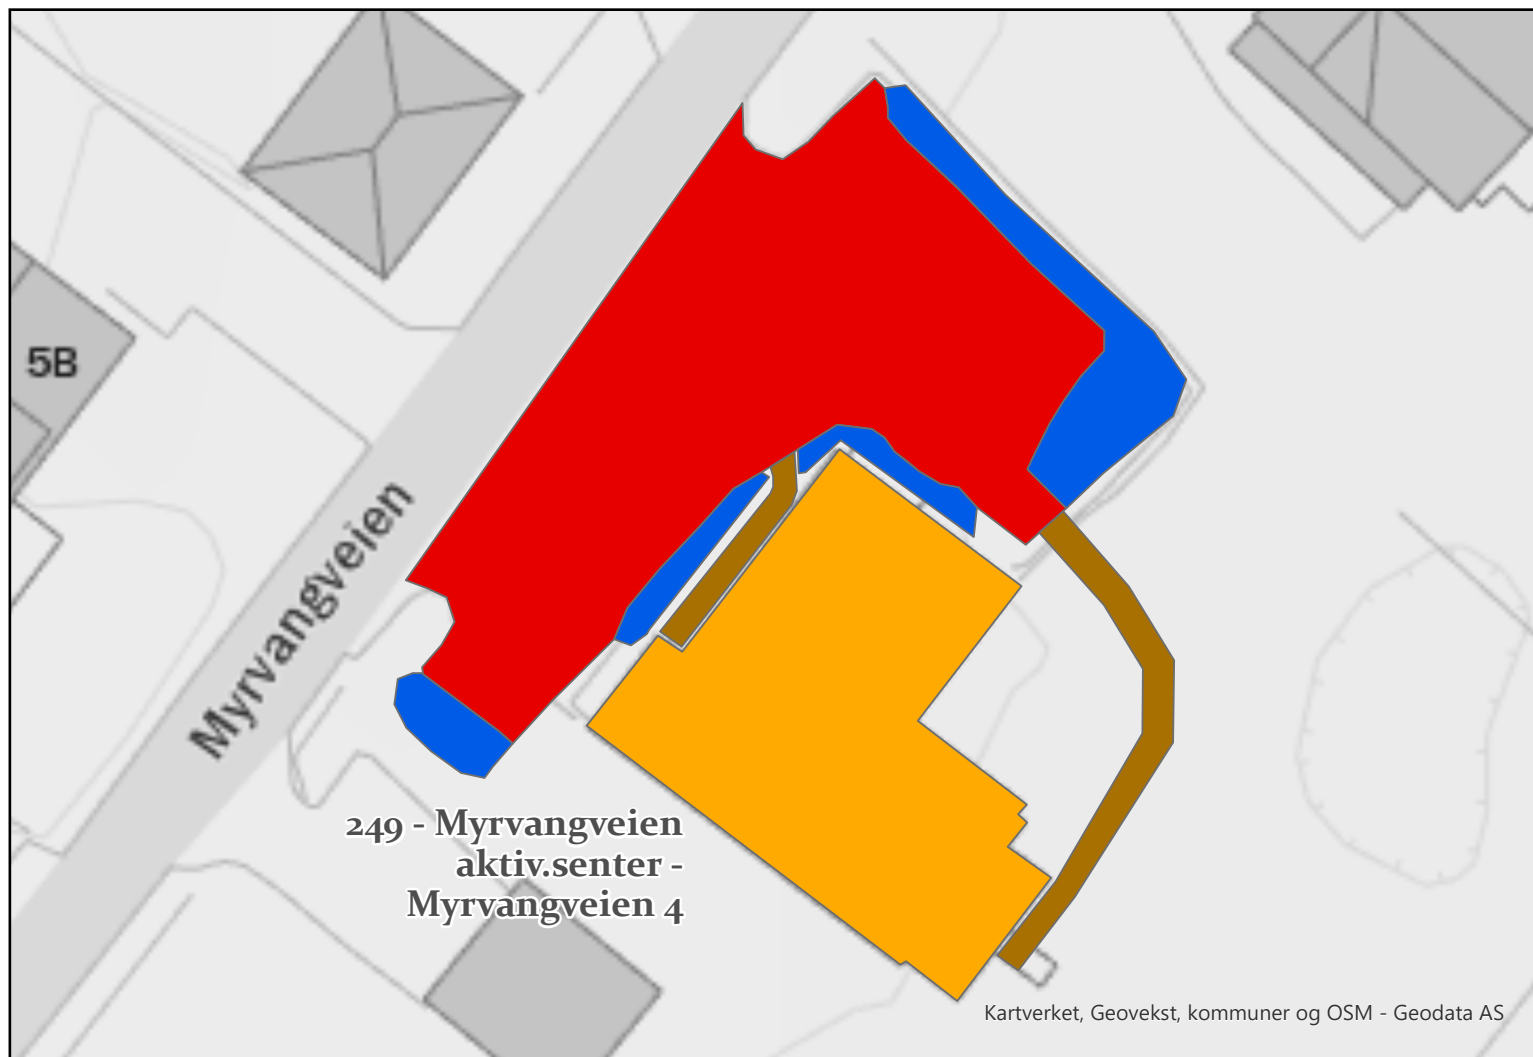 5B
Myrvangveien
249 - Myrvangveien
aktiv.senter -
Myrvangveien 4
Kartverket, Geovekst, kommuner og OSM - Geodata AS